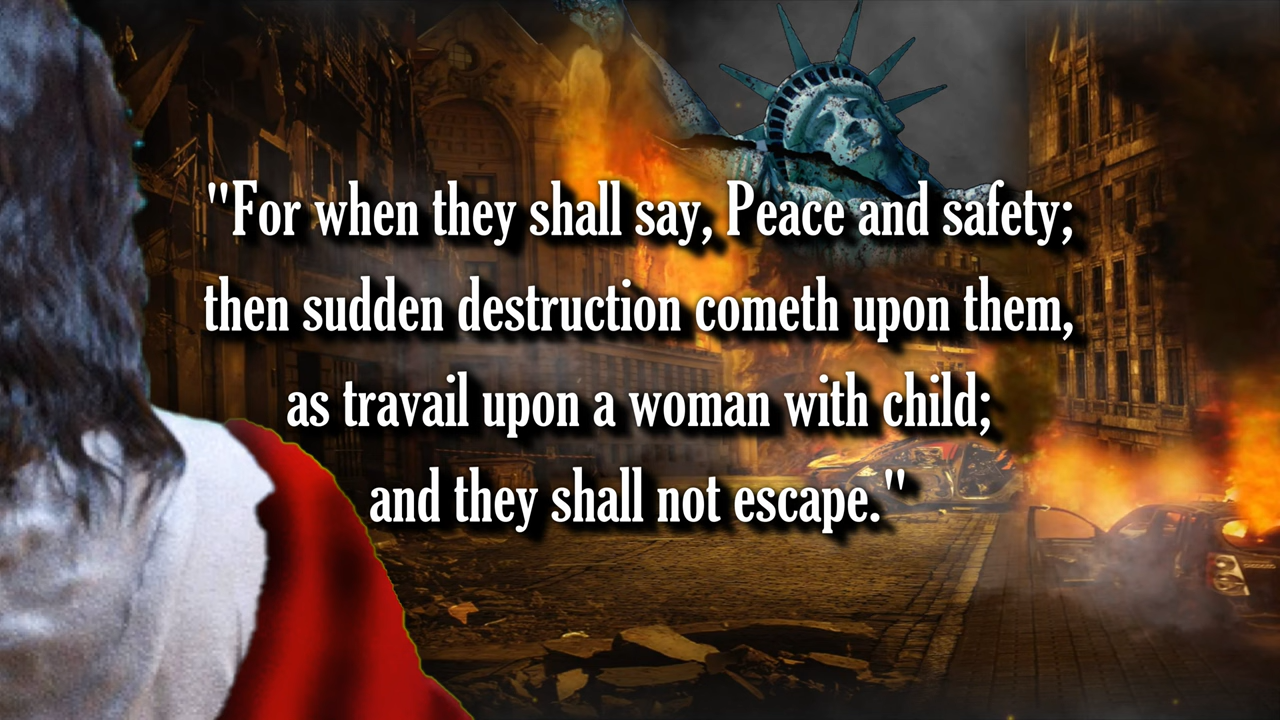 "For when they shall say, Peace and safety;
then sudden destruction cometh upon them,
as travail upon a woman with child;
and they shall not escape."